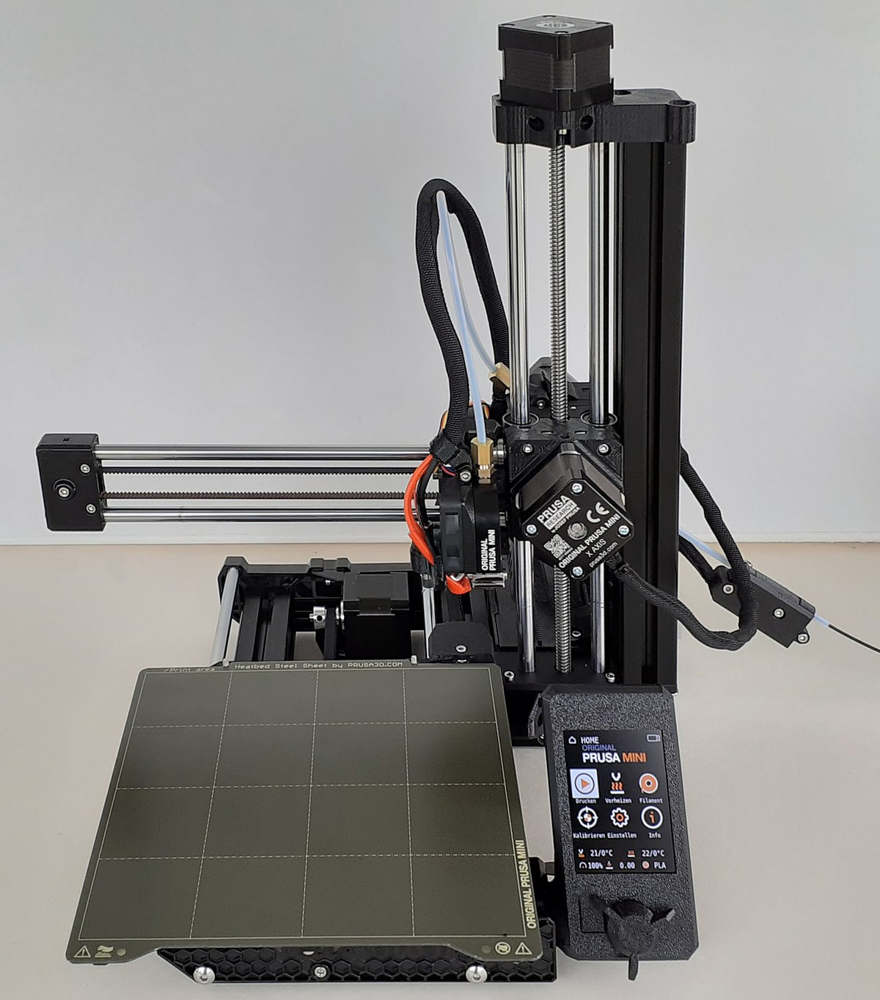 PRUSA
RESEARCH
by JOSEF PRUSA
CE
ORIGINAL PRUSA MINI
X AXIS
prusa3d.com
ORIGINAL
PRUSA MINI
Print area
Heatbed Steel Sheet by PRUSA3D.COM
ORIGINAL PRUSA MINI
HOME
ORIGINAL
PRUSA MINI
Drucken Vorheizen Filament
Kalibrieren Einstellen Info
21/0°C 22/0°C
100% 0.00 PLA